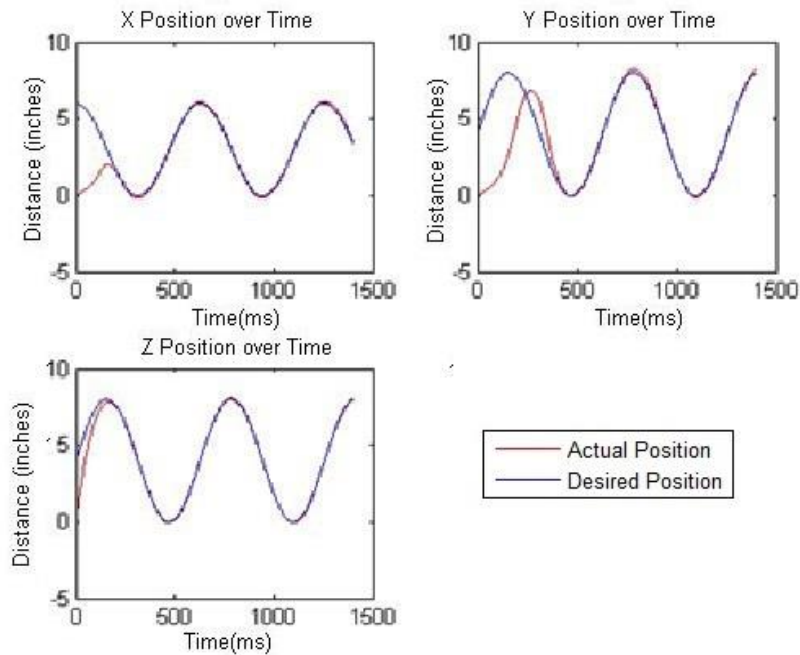 X Position over Time
10
5
0
-5
Distance (inches)
0 500 1000 1500
Time(ms)
Y Position over Time
10
5
0
-5
Distance (inches)
0 500 1000 1500
Time(ms)
Z Position over Time
10
5
0
-5
Distance (inches)
0 500 1000 1500
Time(ms)
Actual Position
Desired Position